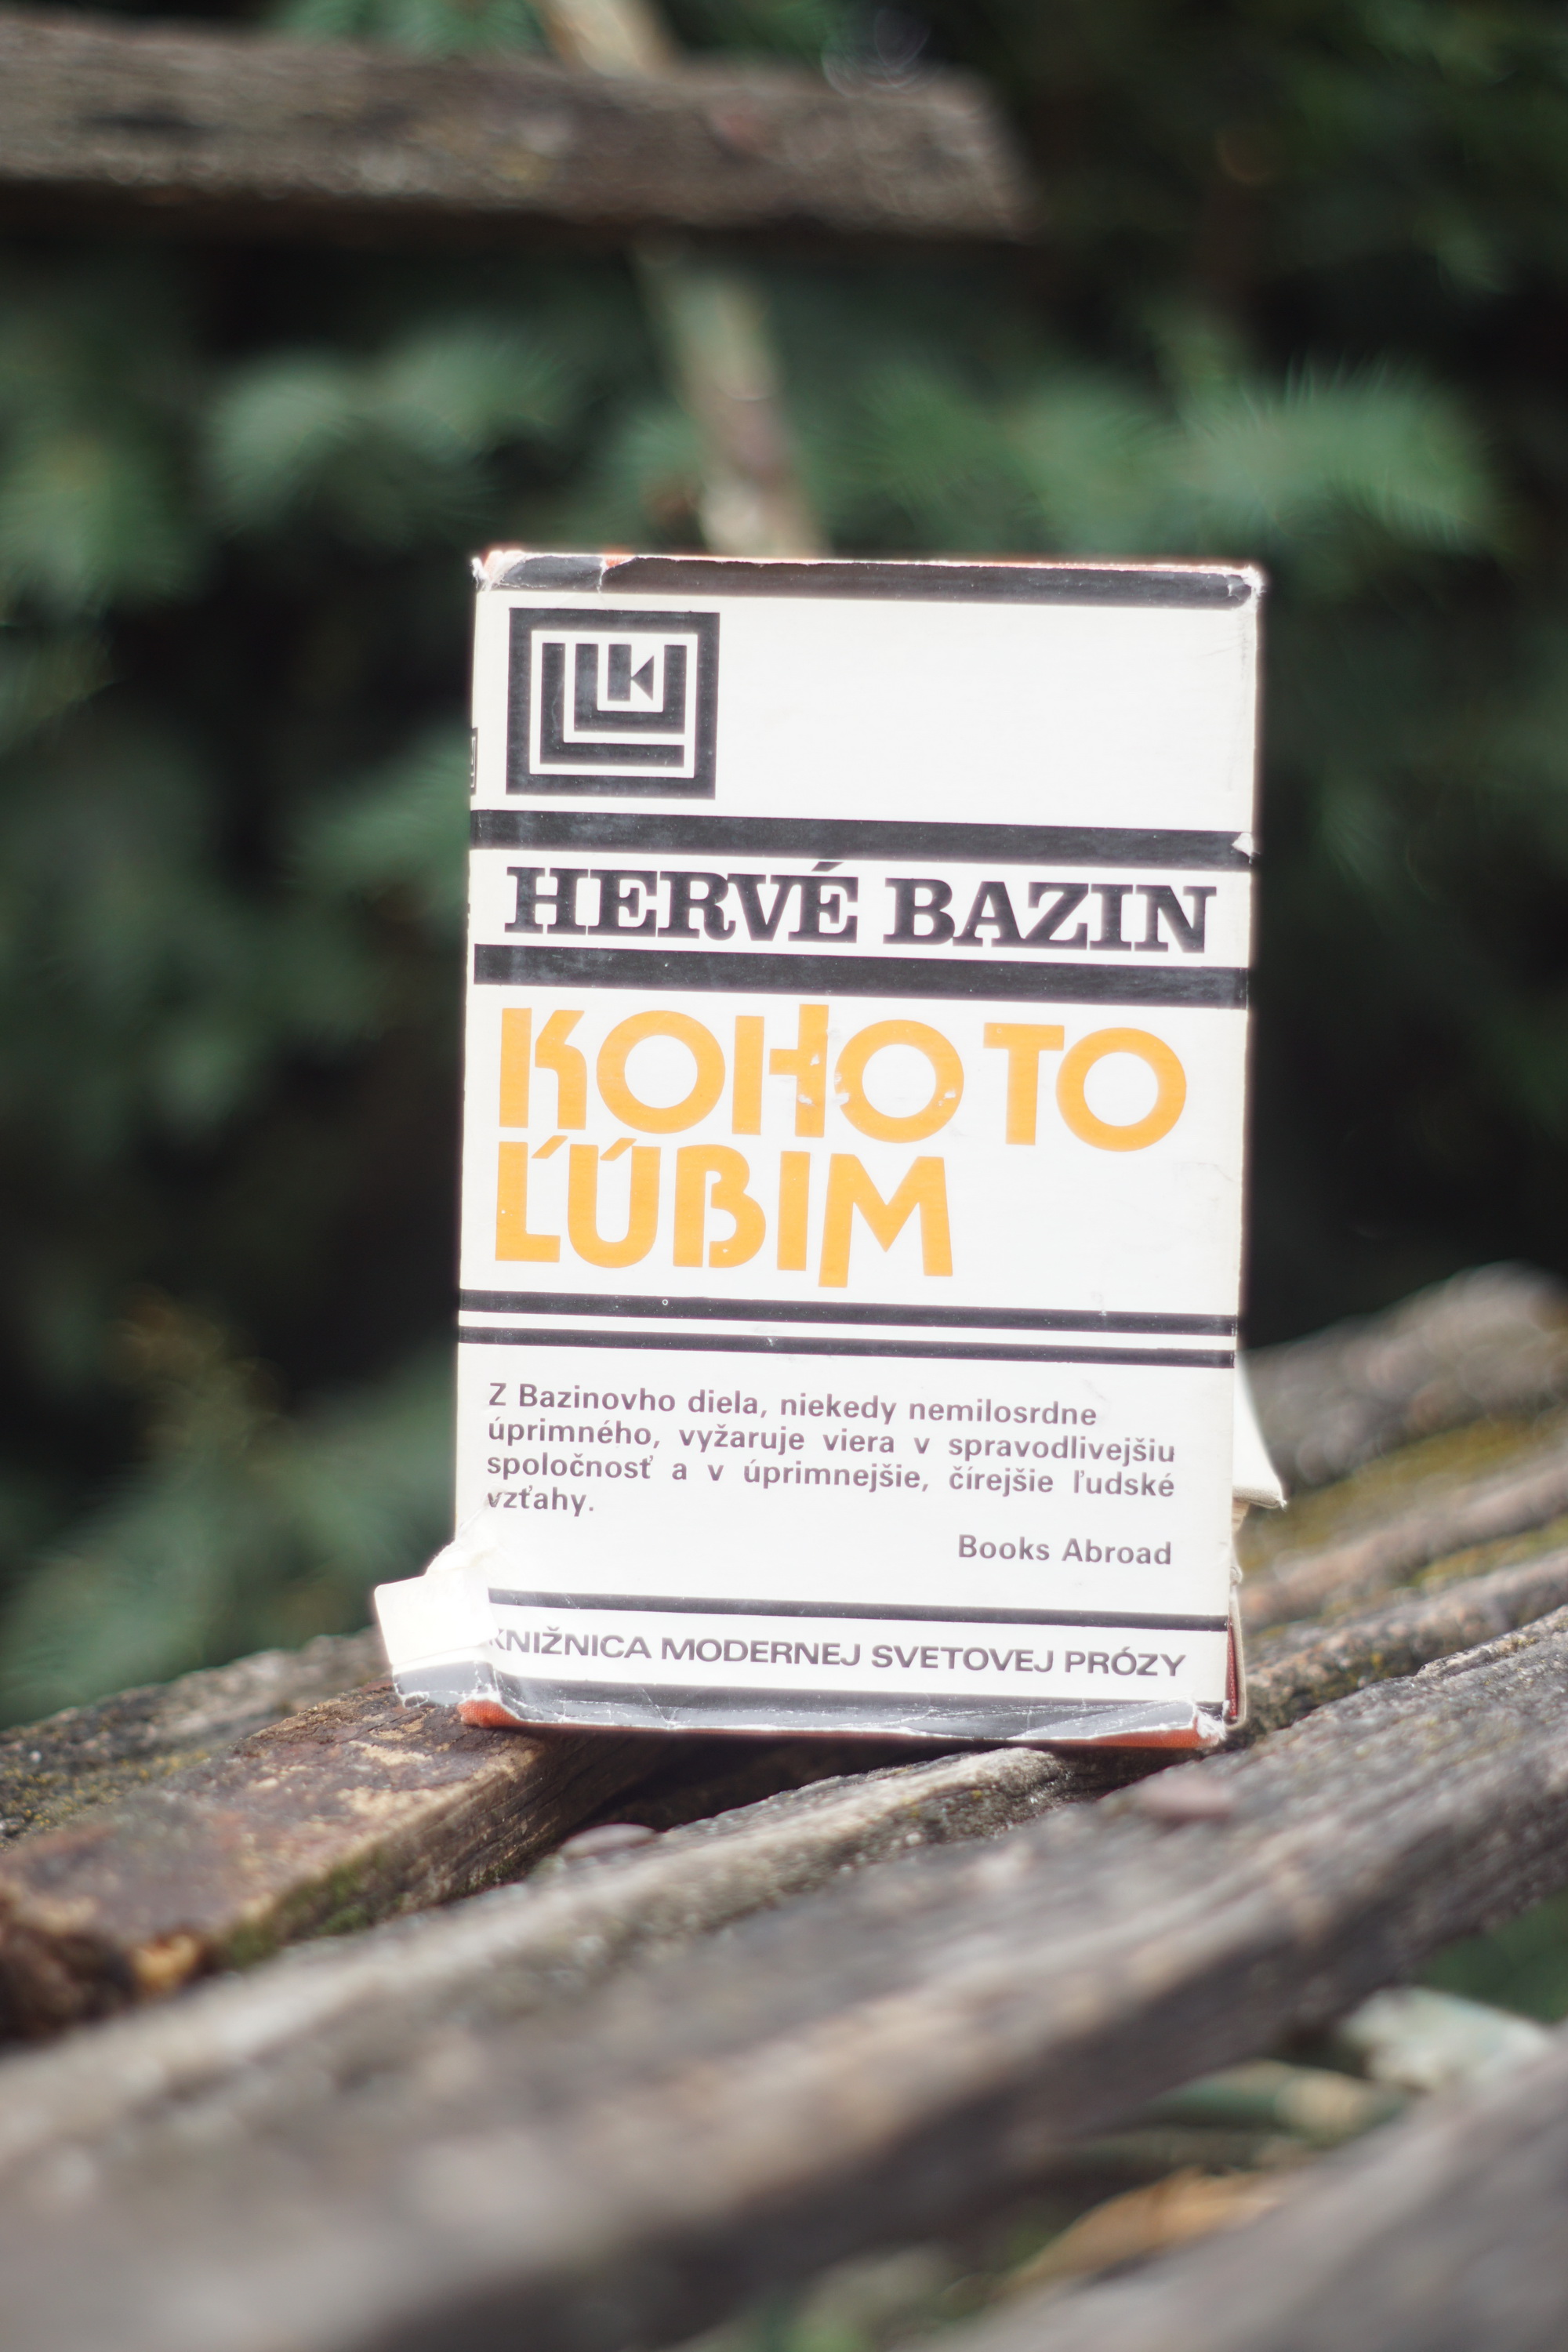 HERVÉ BAZIN
KOHO TO
ĽÚBIM
Z Bazinovho diela, niekedy nemilosrdne
úprimného, vyžaruje viera v spravodlivejšiu
spoločnosť a v úprimnejšie, čírejšie ľudské
vzťahy.
Books Abroad
KNIŽNICA MODERNEJ SVETOVEJ PRÓZY